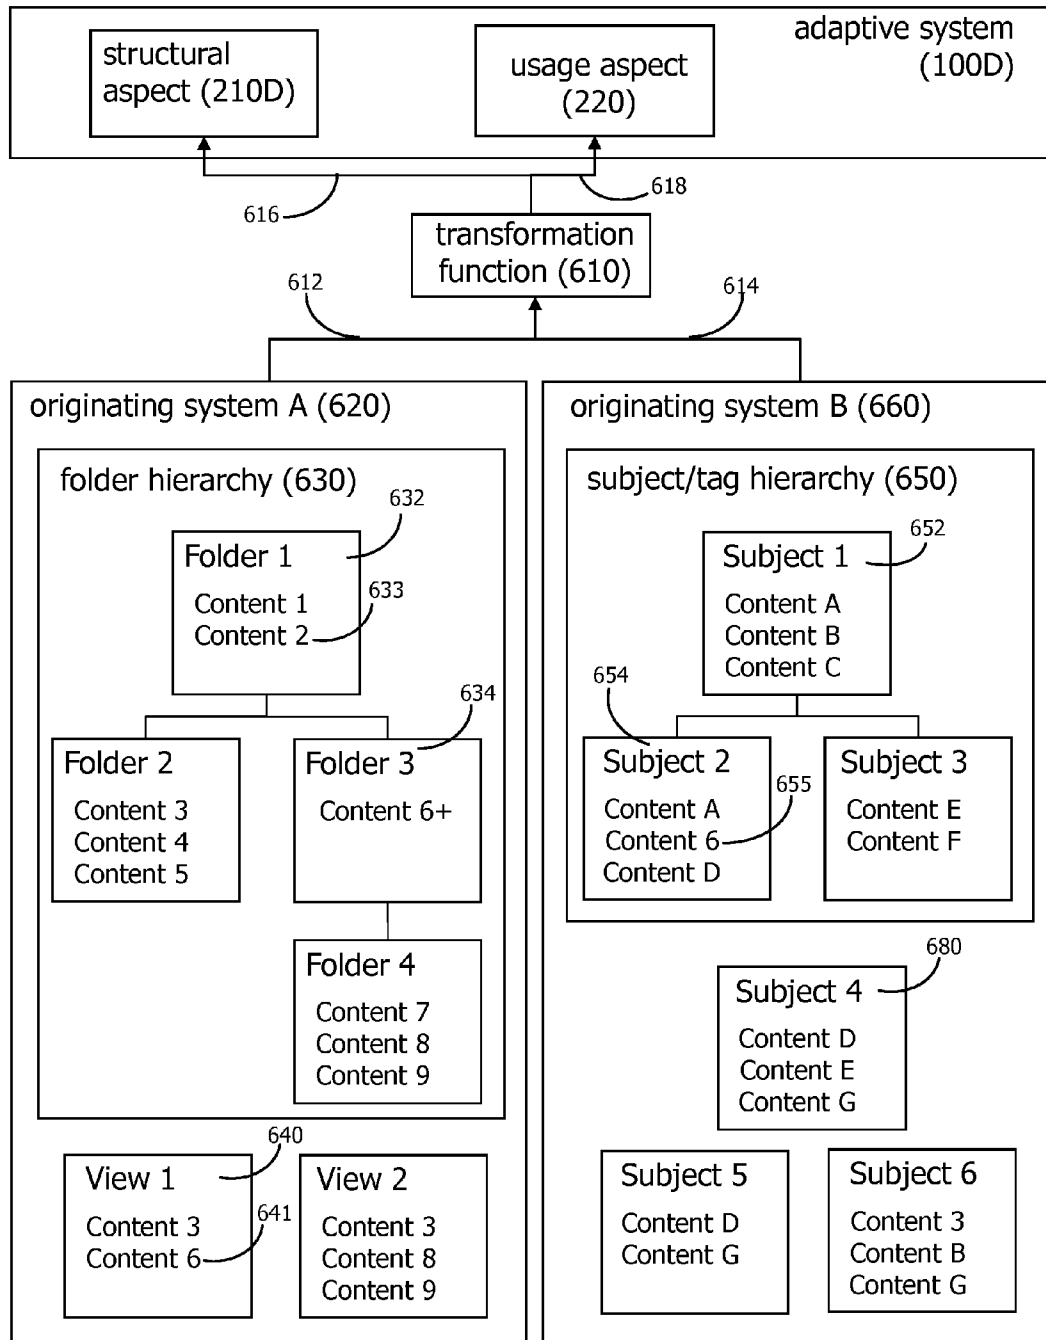 adaptive system
(100D)
structural
aspect (210D)
usage aspect
(220)
616
618
transformation
function (610)
612
614
originating system A (620)
folder hierarchy (630)
632
Folder 1
Content 1
Content 2
633
634
Folder 2
Content 3
Content 4
Content 5
Folder 3
Content 6+
Folder 4
Content 7
Content 8
Content 9
640
View 1
Content 3
Content 6
641
View 2
Content 3
Content 8
Content 9
originating system B (660)
subject/tag hierarchy (650)
652
Subject 1
Content A
Content B
Content C
654
Subject 2
Content A
Content 6
Content D
655
Subject 3
Content E
Content F
680
Subject 4
Content D
Content E
Content G
Subject 5
Content D
Content G
Subject 6
Content 3
Content B
Content G